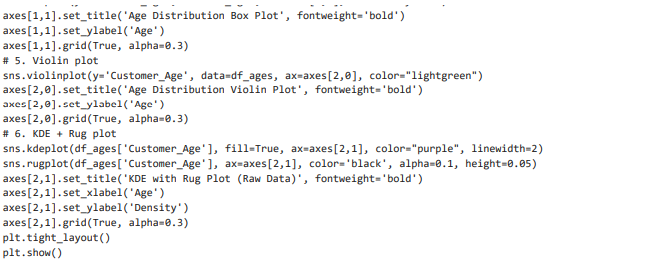 axes[1,1].set_title('Age Distribution Box Plot', fontweight='bold')
axes[1,1].set_ylabel('Age')
axes[1,1].grid(True, alpha=0.3)
# 5. Violin plot
sns.violinplot(y='Customer_Age', data=df_ages, ax=axes[2,0], color="lightgreen")
axes[2,0].set_title('Age Distribution Violin Plot', fontweight='bold')
axes[2,0].set_ylabel('Age')
axes[2,0].grid(True, alpha=0.3)
# 6. KDE + Rug plot
sns.kdeplot(df_ages['Customer_Age'], fill=True, ax=axes[2,1], color="purple", linewidth=2)
sns.rugplot(df_ages['Customer_Age'], ax=axes[2,1], color='black', alpha=0.1, height=0.05)
axes[2,1].set_title('KDE with Rug Plot (Raw Data)', fontweight='bold')
axes[2,1].set_xlabel('Age')
axes[2,1].set_ylabel('Density')
axes[2,1].grid(True, alpha=0.3)
plt.tight_layout()
plt.show()